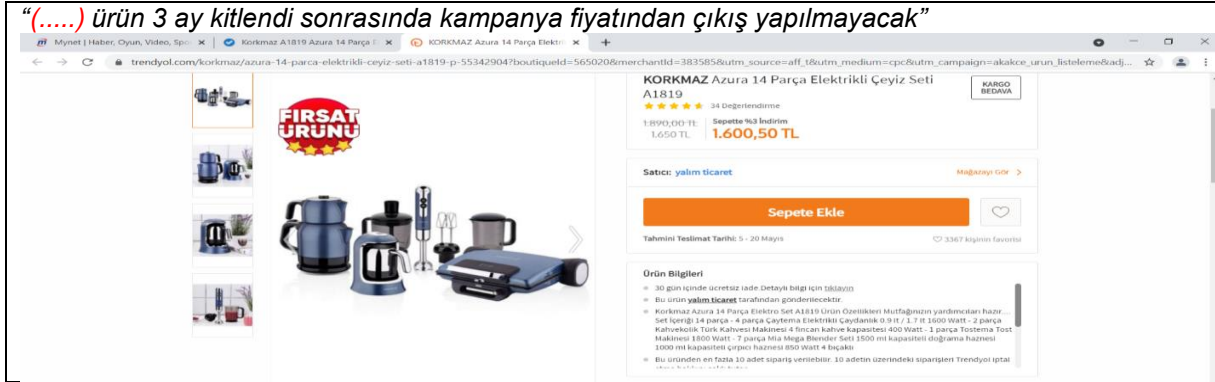 “(.....) ürün 3 ay kitlendi sonrasında kampanya fiyatından çıkış yapılmayacak”
Mynet | Haber, Oyun, Video, Spo
Korkmaz A1819 Azura 14 Parça E
KORKMAZ Azura 14 Parça Elektri
trendyol.com/korkmaz/azura-14-parca-elektrikli-ceyiz-seti-a1819-p-55342904?boutiqueId=565020&merchantId=383585&utm_source=aff_t&utm_medium=cpc&utm_campaign=akakce_urun_listeleme&adj...
KORKMAZ Azura 14 Parça Elektrikli Çeyiz Seti
A1819
KARGO
BEDAVA
34 Değerlendirme
1.890,00 TL
1.650 TL
Sepette %3 İndirim
1.600,50 TL
FIRSAT
ÜRÜNÜ
Satıcı: yalım ticaret
Mağazayı Gör >
Sepete Ekle
Tahmini Teslimat Tarihi: 5 - 20 Mayıs
3367 kişinin favorisi
Ürün Bilgileri
30 gün içinde ücretsiz iade.Detaylı bilgi için tıklayın
Bu ürün yalım ticaret tarafından gönderilecektir.
Korkmaz Azura 14 Parça Elektro Set A1819 Ürün Özellikleri Mutfağınızın yardımcıları hazır....
Set İçeriği 14 parça - 4 parça Çaytema Elektrikli Çaydanlık 0.9 lt / 1.7 lt 1600 Watt - 2 parça
Kahvekolik Türk Kahvesi Makinesi 4 fincan kahve kapasitesi 400 Watt - 1 parça Tostema Tost
Makinesi 1800 Watt - 7 parça Mia Mega Blender Seti 1500 ml kapasiteli doğrama haznesi
1000 ml kapasiteli çırpıcı haznesi 850 Watt 4 bıçaklı
Bu üründen en fazla 10 adet sipariş verilebilir. 10 adetin üzerindeki siparişleri Trendyol iptal